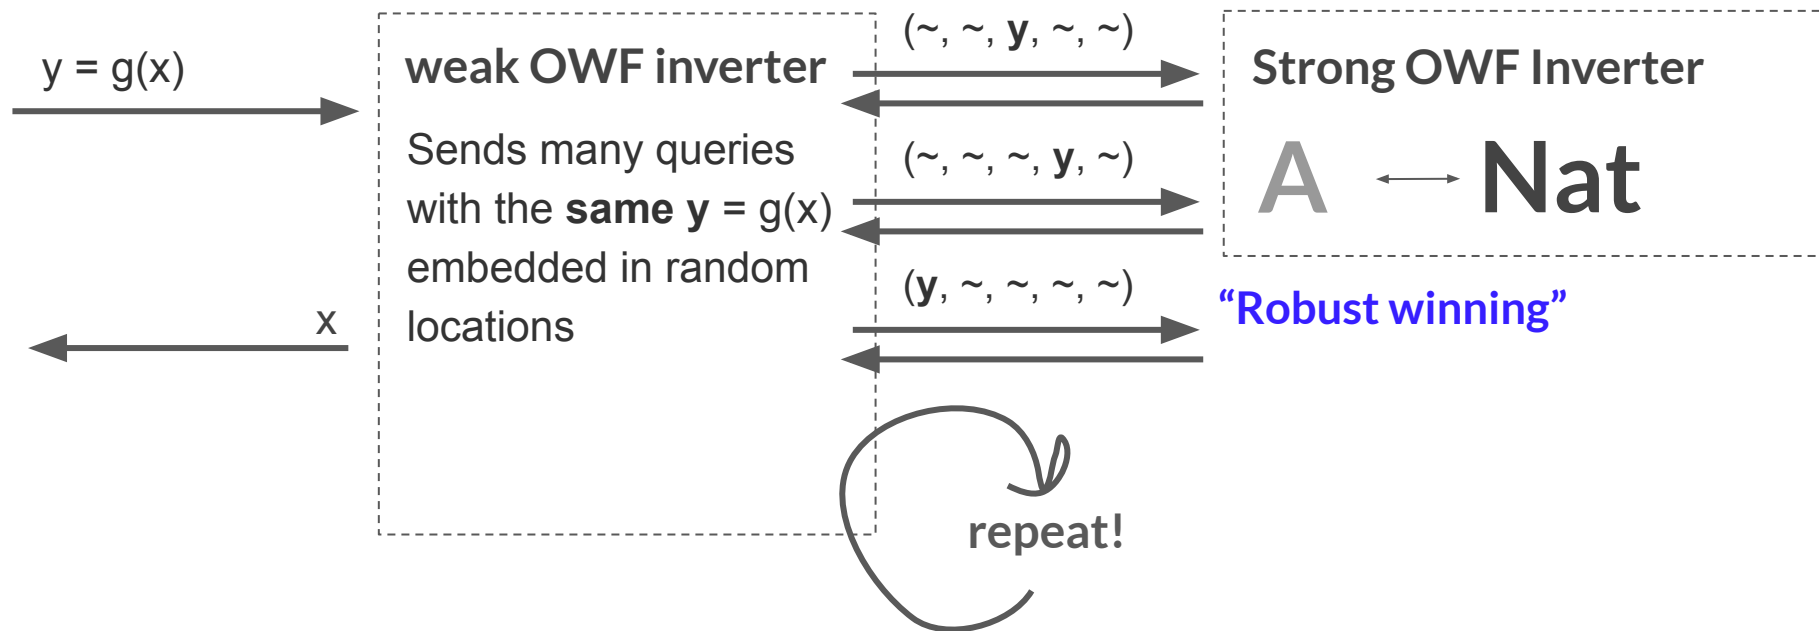 y = g(x)
weak OWF inverter
Sends many queries
with the same y = g(x)
embedded in random
locations
x
(~, ~, y, ~, ~)
(~, ~, ~, y, ~)
(y, ~, ~, ~, ~)
repeat!
Strong OWF Inverter
A Nat
“Robust winning”